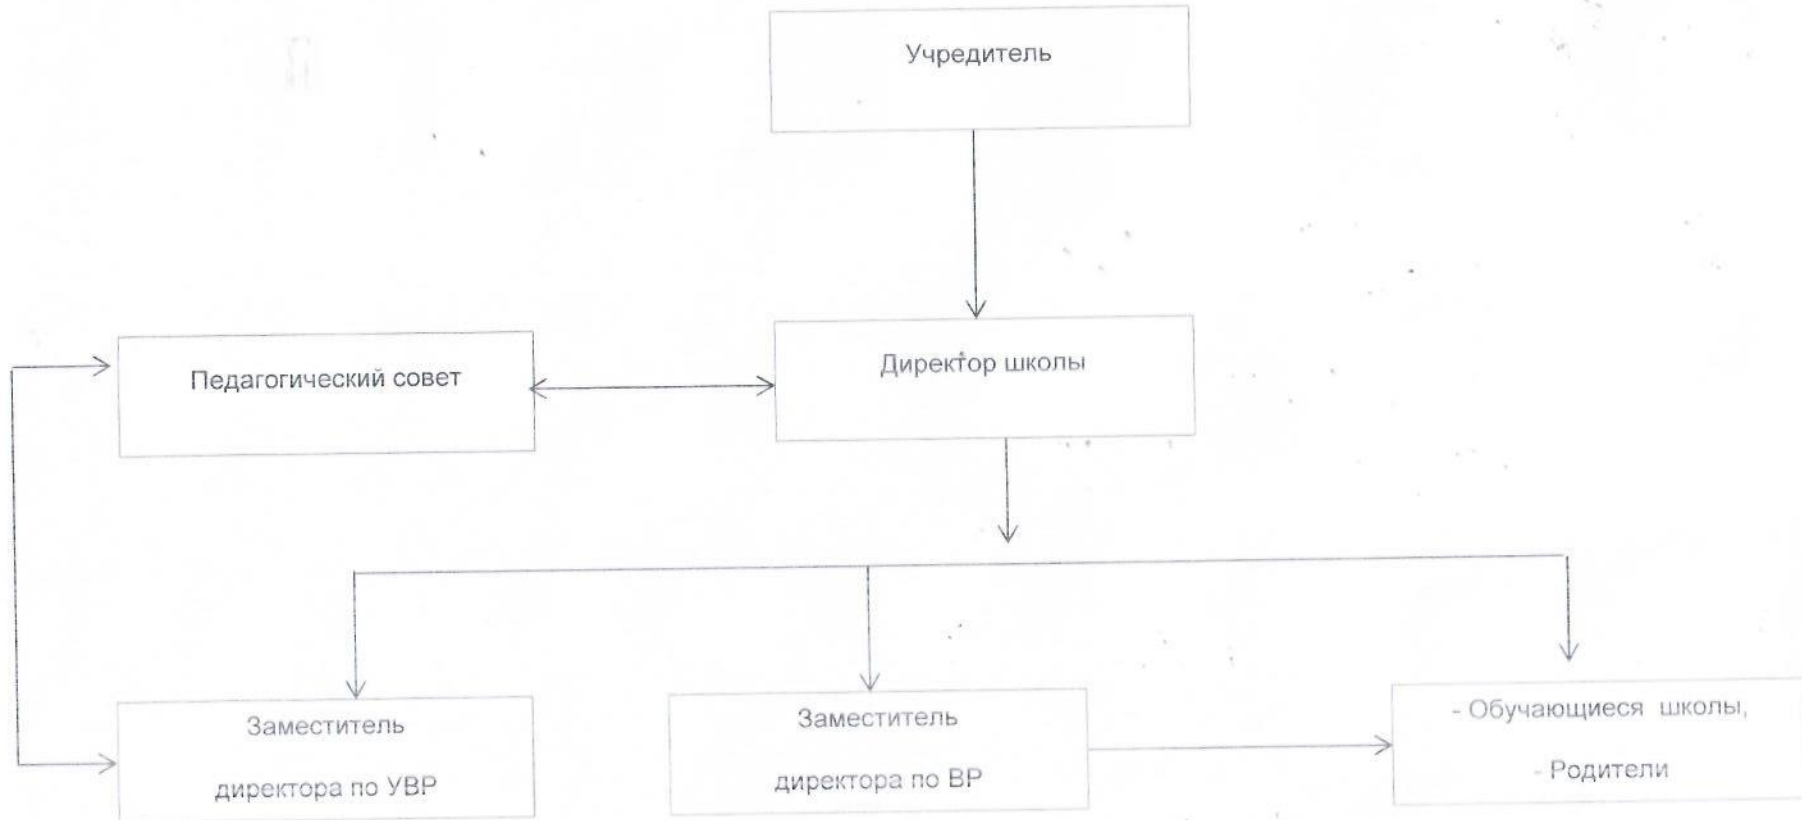 Учредитель
Педагогический совет
Директор школы
Заместитель
директора по УВР
Заместитель
директора по ВР
- Обучающиеся школы,
- Родители